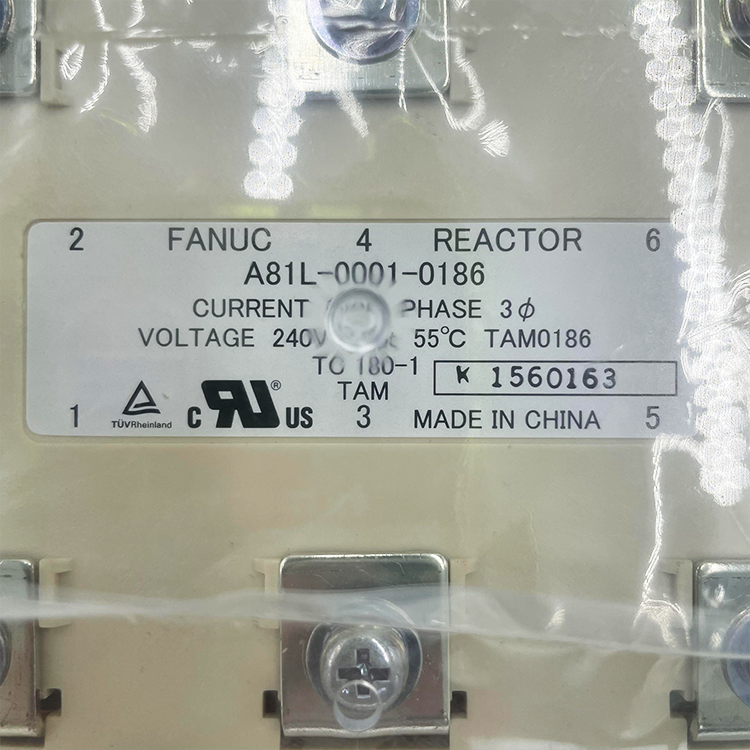 2 FANUC 4 REACTOR 6
A81L-0001-0186
CURRENT PHASE 3φ
VOLTAGE 240V 55℃ TAM0186
TC 180-1
K 1560163
TAM
1 TÜVRheinland C RU ® US 3 MADE IN CHINA 5